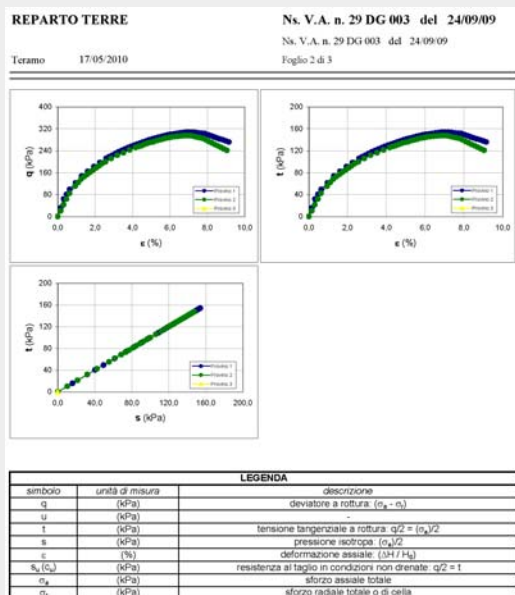 REPARTO TERRE
Ns. V.A. n. 29 DG 003 del 24/09/09
Ns. V.A. n. 29 DG 003 del 24/09/09
Teramo 17/05/2010
Foglio 2 di 3
400
320
240
160
80
0
q (kPa)
0,0 2,0 4,0 6,0 8,0 10,0
ε (%)
Provino 1
Provino 2
Provino 3
200
160
120
80
40
0
t (kPa)
0,0 2,0 4,0 6,0 8,0 10,0
ε (%)
Provino 1
Provino 2
Provino 3
200
160
120
80
40
0
t (kPa)
0,0 40,0 80,0 120,0 160,0 200,0
s (kPa)
Provino 1
Provino 2
Provino 3
LEGENDA
simbolo unità di misura descrizione
q (kPa) deviatore a rottura: (σa - σr)
u (kPa) -
t (kPa) tensione tangenziale a rottura: q/2 = (σa)/2
s (kPa) pressione isotropa: (σa)/2
ε (%) deformazione assiale: (ΔH / H0)
su (cu) (kPa) resistenza al taglio in condizioni non drenate: q/2 = t
σa (kPa) sforzo assiale totale
σr (kPa) sforzo radiale totale o di cella